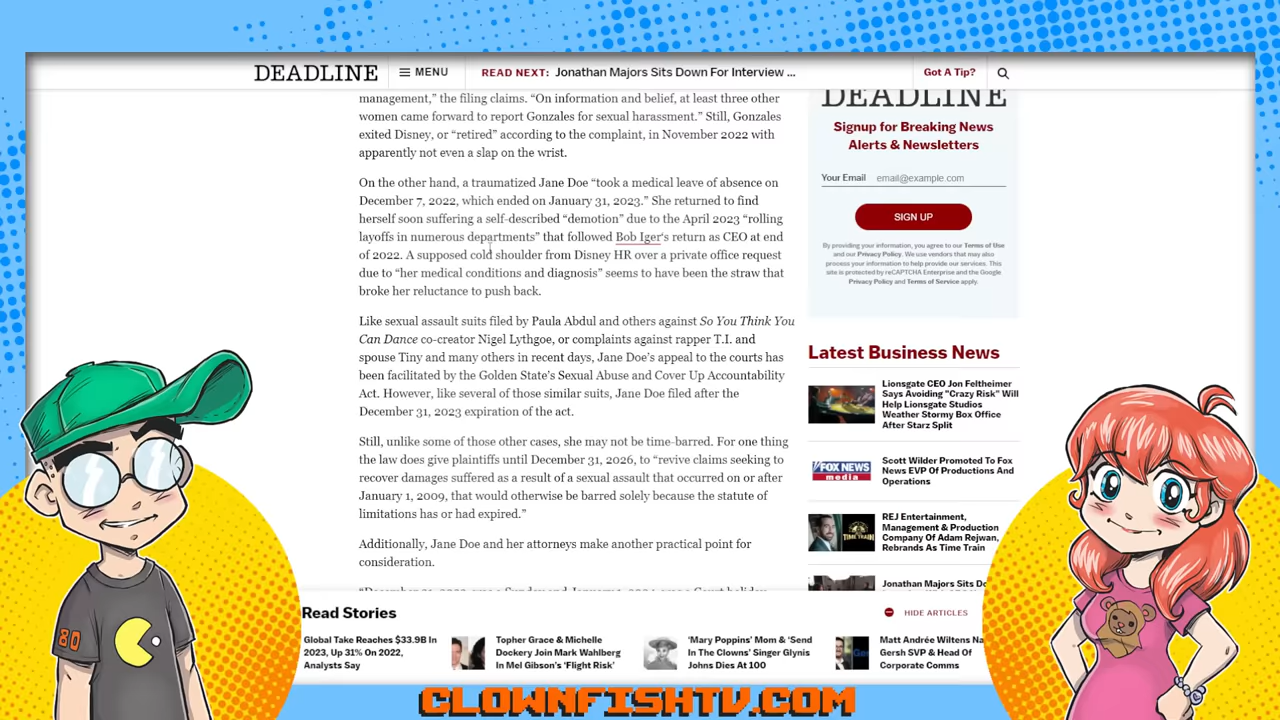 DEADLINE
MENU
READ NEXT: Jonathan Majors Sits Down For Interview ...
Got A Tip?
management," the filing claims. "On information and belief, at least three other
women came forward to report Gonzales for sexual harassment." Still, Gonzales
exited Disney, or "retired" according to the complaint, in November 2022 with
apparently not even a slap on the wrist.
On the other hand, a traumatized Jane Doe "took a medical leave of absence on
December 7, 2022, which ended on January 31, 2023." She returned to find
herself soon suffering a self-described "demotion" due to the April 2023 "rolling
layoffs in numerous departments" that followed Bob Iger's return as CEO at end
of 2022. A supposed cold shoulder from Disney HR over a private office request
due to "her medical conditions and diagnosis" seems to have been the straw that
broke her reluctance to push back.
Like sexual assault suits filed by Paula Abdul and others against So You Think You
Can Dance co-creator Nigel Lythgoe, or complaints against rapper T.I. and
spouse Tiny and many others in recent days, Jane Doe's appeal to the courts has
been facilitated by the Golden State's Sexual Abuse and Cover Up Accountability
Act. However, like several of those similar suits, Jane Doe filed after the
December 31, 2023 expiration of the act.
Still, unlike some of those other cases, she may not be time-barred. For one thing
the law does give plaintiffs until December 31, 2026, to "revive claims seeking to
recover damages suffered as a result of a sexual assault that occurred on or after
January 1, 2009, that would otherwise be barred solely because the statute of
limitations has or had expired."
Additionally, Jane Doe and her attorneys make another practical point for
consideration.
DEADLINE
Signup for Breaking News
Alerts & Newsletters
Your Email email@example.com
SIGN UP
By providing your information, you agree to our Terms of Use
and our Privacy Policy. We use vendors that may also
process your information to help provide our services. This
site is protected by reCAPTCHA Enterprise and the Google
Privacy Policy and Terms of Service apply.
Latest Business News
Lionsgate CEO Jon Feltheimer
Says Avoiding "Crazy Risk" Will
Help Lionsgate Studios
Weather Stormy Box Office
After Starz Split
FOX NEWS
media
Scott Wilder Promoted To Fox
News EVP Of Productions And
Operations
TIME TRAIN
REJ Entertainment,
Management & Production
Company Of Adam Rejwan,
Rebrands As Time Train
Jonathan Majors Sits Do
Read Stories
HIDE ARTICLES
Global Take Reaches $33.9B In
2023, Up 31% On 2022,
Analysts Say
Topher Grace & Michelle
Dockery Join Mark Wahlberg
In Mel Gibson's 'Flight Risk'
'Mary Poppins' Mom & 'Send
In The Clowns' Singer Glynis
Johns Dies At 100
Matt Andrée Wiltens Na
Gersh SVP & Head Of
Corporate Comms
80
CLOWNFISHTV.COM